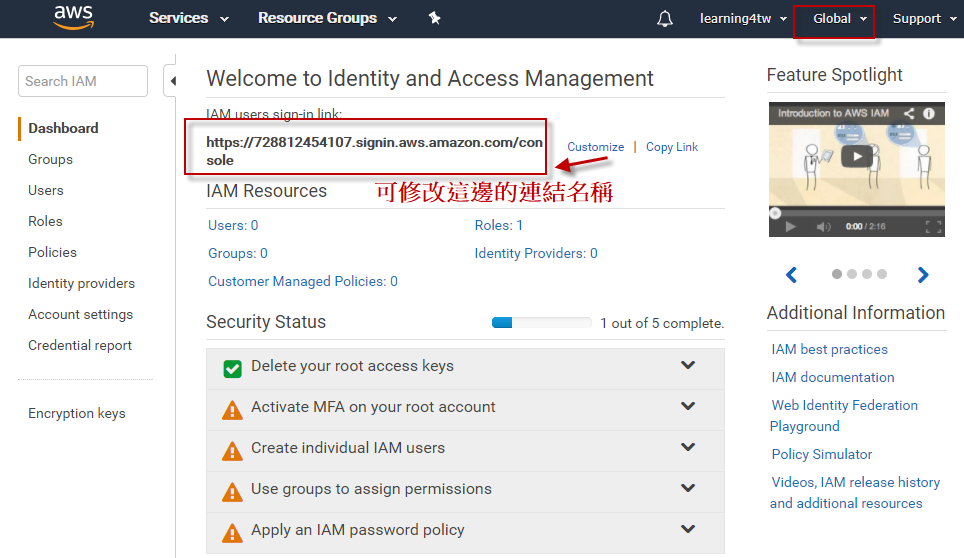 aws
Services
Resource Groups
learning4tw
Global
Support
Search IAM
Dashboard
Groups
Users
Roles
Policies
Identity providers
Account settings
Credential report
Encryption keys
Welcome to Identity and Access Management
IAM users sign-in link:
https://728812454107.signin.aws.amazon.com/con
sole
Customize | Copy Link
可修改這邊的連結名稱
IAM Resources
Users: 0
Roles: 1
Groups: 0
Identity Providers: 0
Customer Managed Policies: 0
Security Status
1 out of 5 complete.
Delete your root access keys
Activate MFA on your root account
Create individual IAM users
Use groups to assign permissions
Apply an IAM password policy
Feature Spotlight
Introduction to AWS IAM
0:00 / 2:16
Additional Information
IAM best practices
IAM documentation
Web Identity Federation
Playground
Policy Simulator
Videos, IAM release history
and additional resources